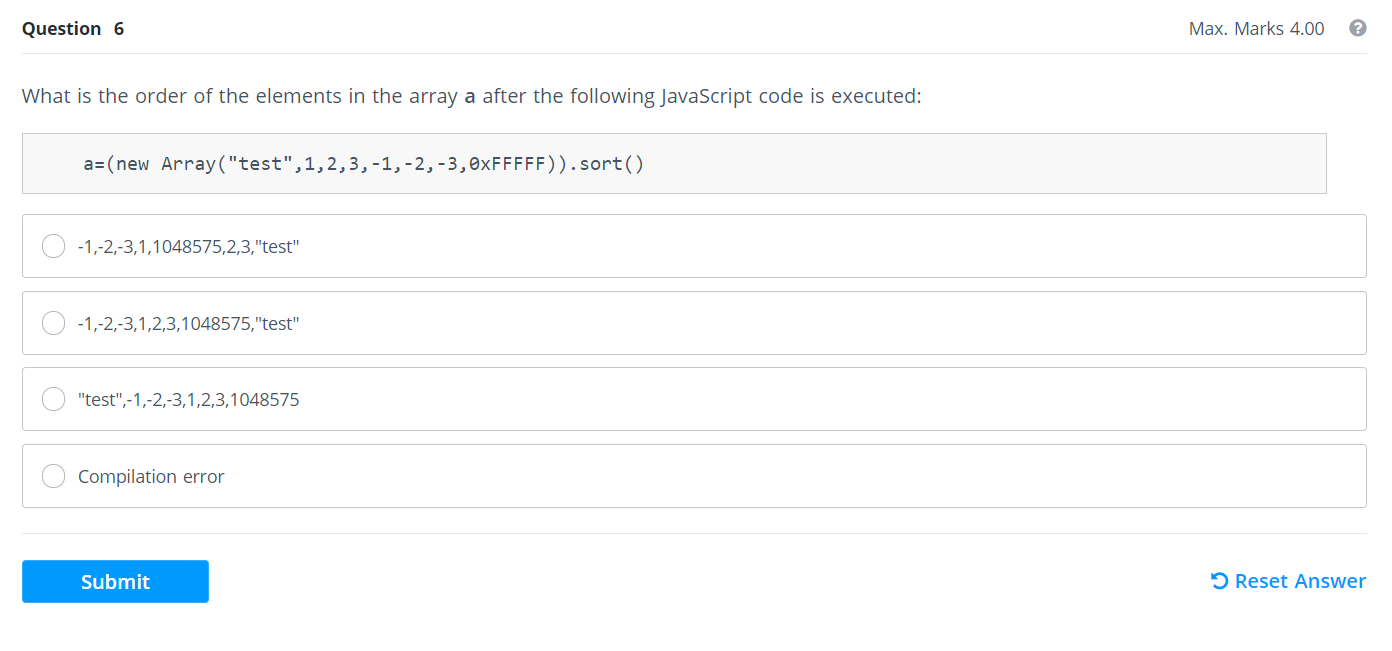 Question 6
Max. Marks 4.00
?
What is the order of the elements in the array a after the following JavaScript code is executed:
a=(new Array("test",1,2,3,-1,-2,-3,0xFFFFF)).sort()
-1,-2,-3,1,1048575,2,3,"test"
-1,-2,-3,1,2,3,1048575,"test"
"test",-1,-2,-3,1,2,3,1048575
Compilation error
Submit
Reset Answer